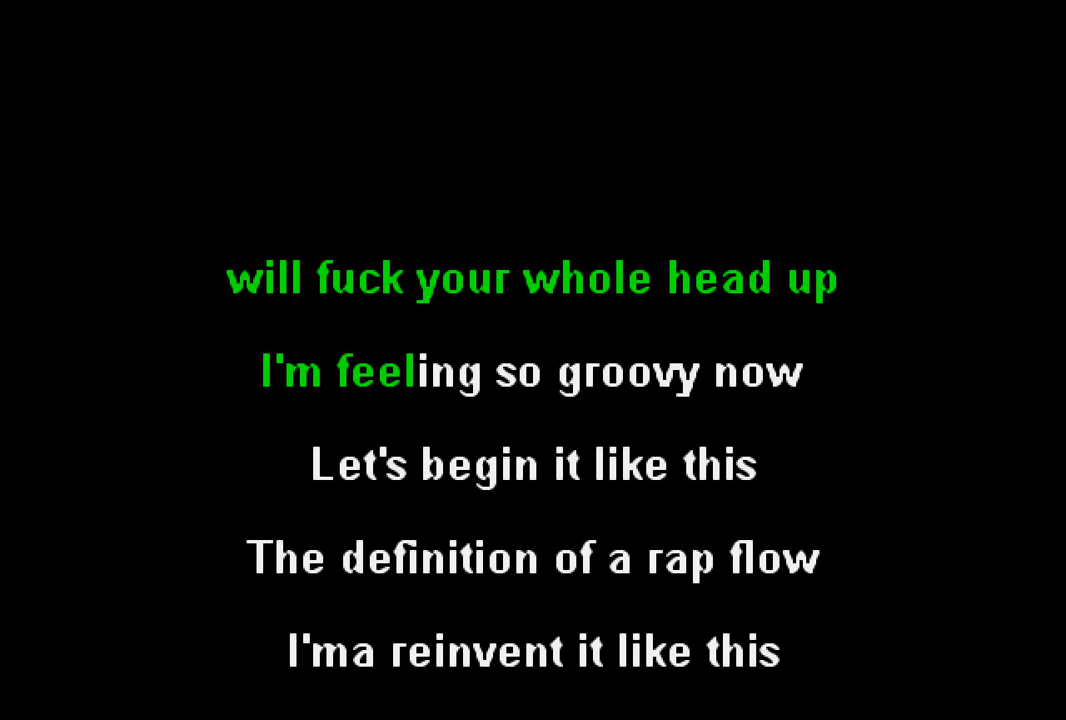 will fuck your whole head up
I'm feeling so groovy now
Let's begin it like this
The definition of a rap flow
I'ma reinvent it like this